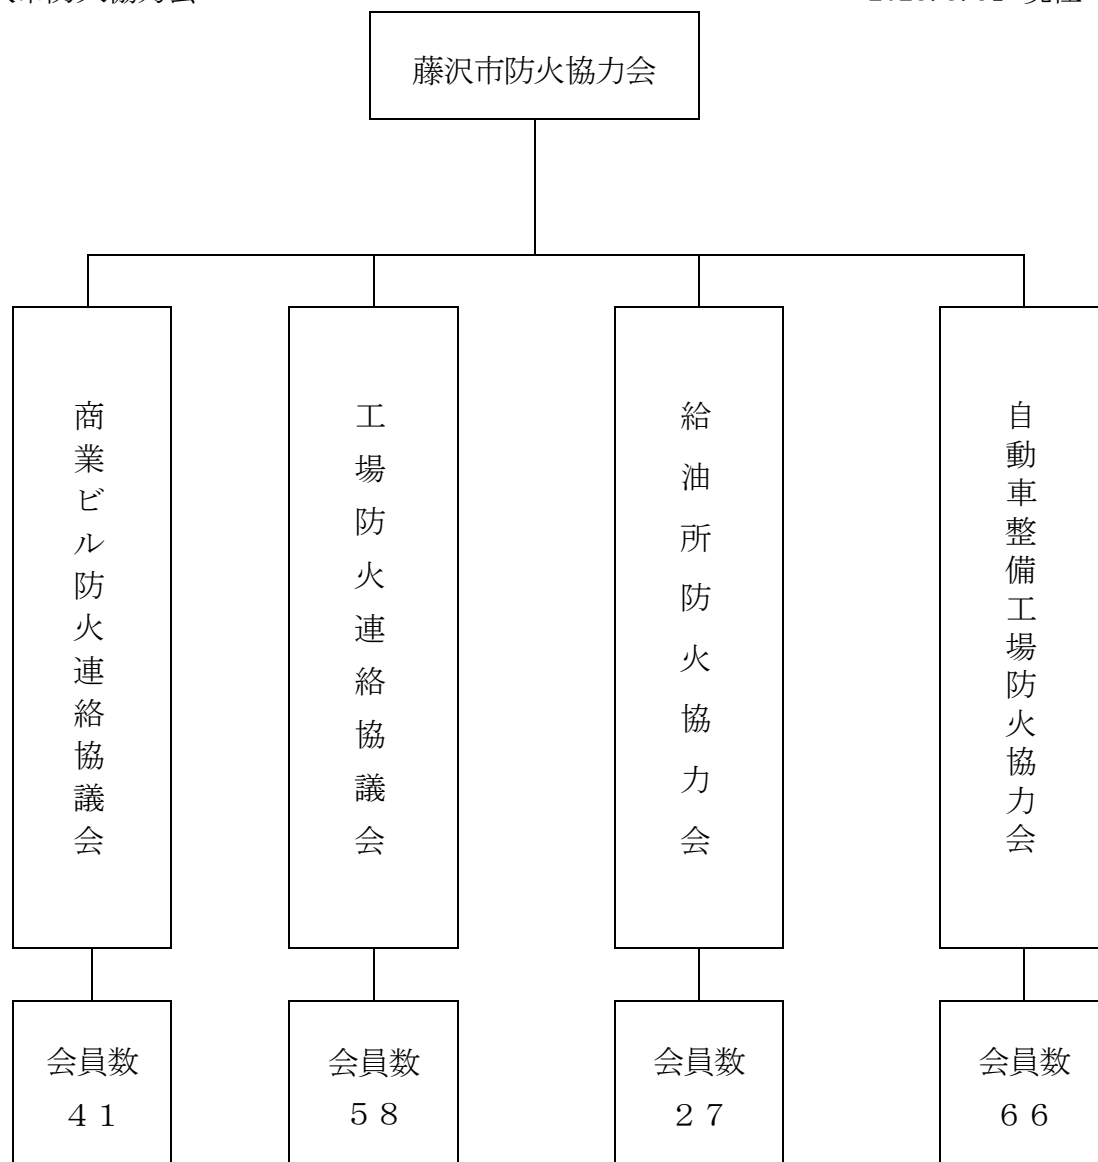 藤沢市防火協力会
商業ビル防火連絡協議会
工場防火連絡協議会
給油所防火協力会
自動車整備工場防火協力会
会員数
４１
会員数
５８
会員数
２７
会員数
６６